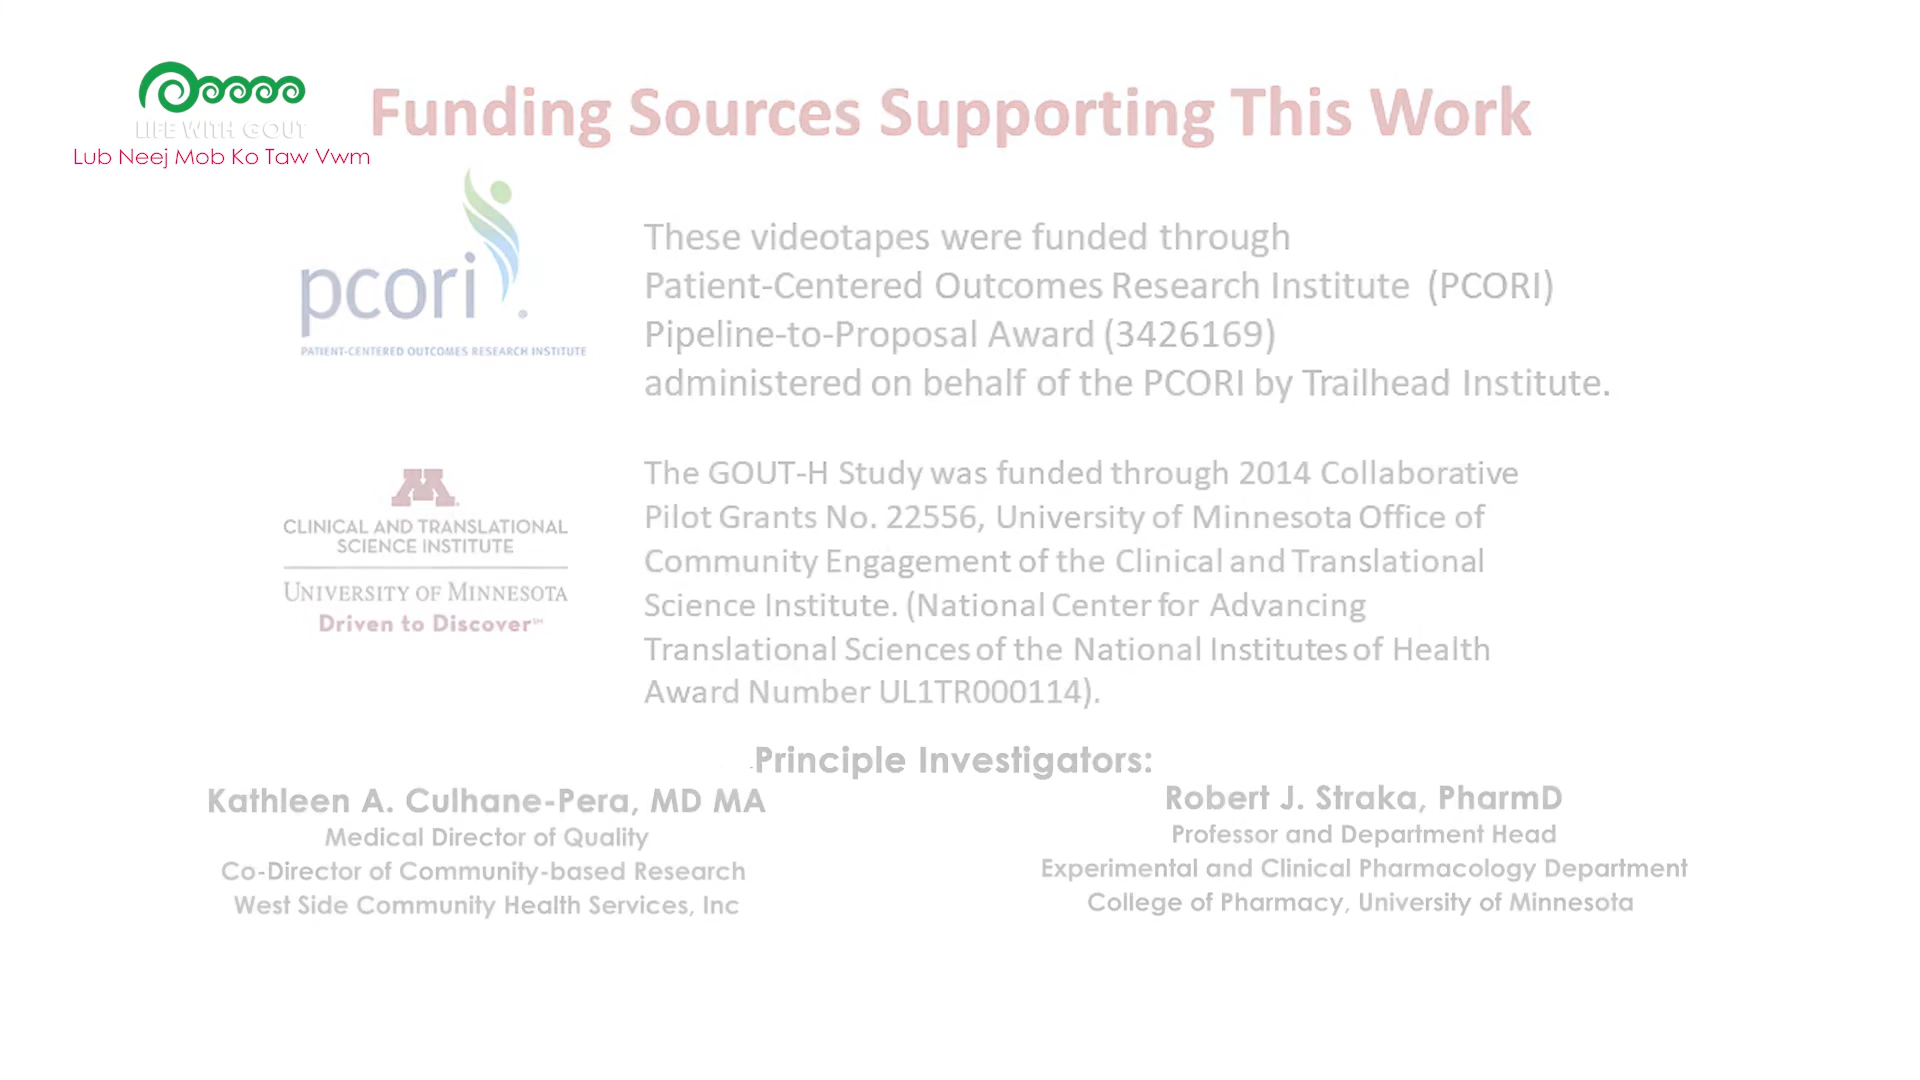 LIFE WITH GOUT
Lub Neej Mob Ko Taw Vwm
Funding Sources Supporting This Work
pcori
PATIENT-CENTERED OUTCOMES RESEARCH INSTITUTE
These videotapes were funded through
Patient-Centered Outcomes Research Institute (PCORI)
Pipeline-to-Proposal Award (3426169)
administered on behalf of the PCORI by Trailhead Institute.
M
CLINICAL AND TRANSLATIONAL
SCIENCE INSTITUTE
UNIVERSITY OF MINNESOTA
Driven to Discover℠
The GOUT-H Study was funded through 2014 Collaborative
Pilot Grants No. 22556, University of Minnesota Office of
Community Engagement of the Clinical and Translational
Science Institute. (National Center for Advancing
Translational Sciences of the National Institutes of Health
Award Number UL1TR000114).
Principle Investigators:
Kathleen A. Culhane-Pera, MD MA
Medical Director of Quality
Co-Director of Community-based Research
West Side Community Health Services, Inc
Robert J. Straka, PharmD
Professor and Department Head
Experimental and Clinical Pharmacology Department
College of Pharmacy, University of Minnesota